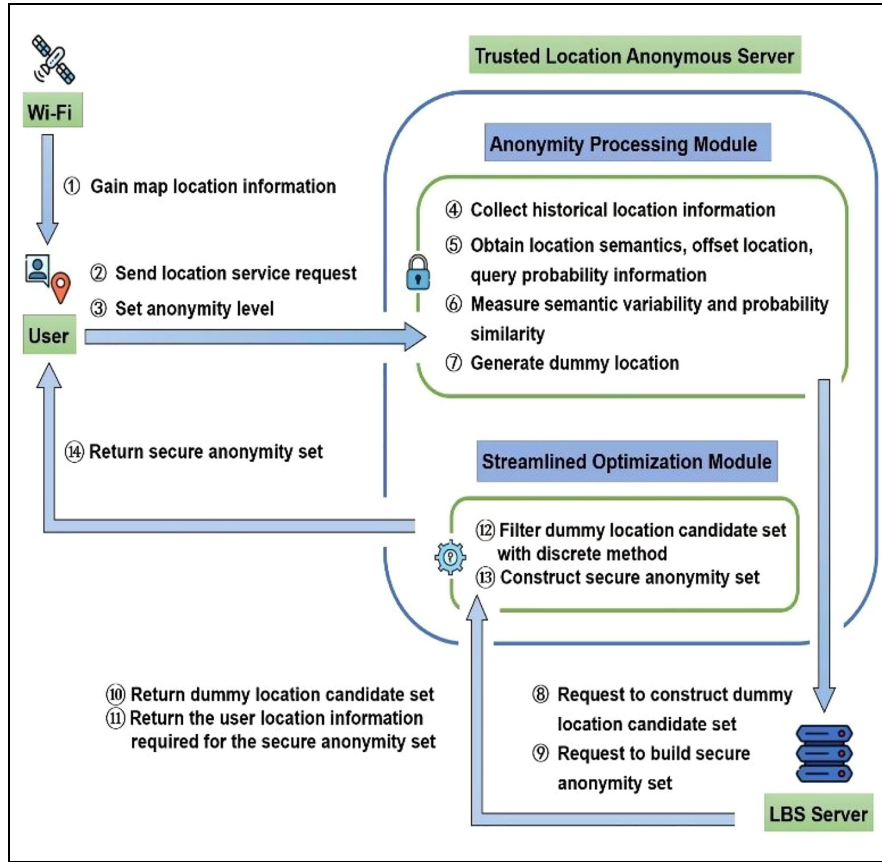 Trusted Location Anonymous Server
Wi-Fi
Anonymity Processing Module
① Gain map location information
④ Collect historical location information
⑤ Obtain location semantics, offset location,
query probability information
⑥ Measure semantic variability and probability
similarity
⑦ Generate dummy location
② Send location service request
③ Set anonymity level
User
⑭ Return secure anonymity set
Streamlined Optimization Module
⑫ Filter dummy location candidate set
with discrete method
⑬ Construct secure anonymity set
⑩ Return dummy location candidate set
⑪ Return the user location information
required for the secure anonymity set
⑧ Request to construct dummy
location candidate set
⑨ Request to build secure
anonymity set
LBS Server